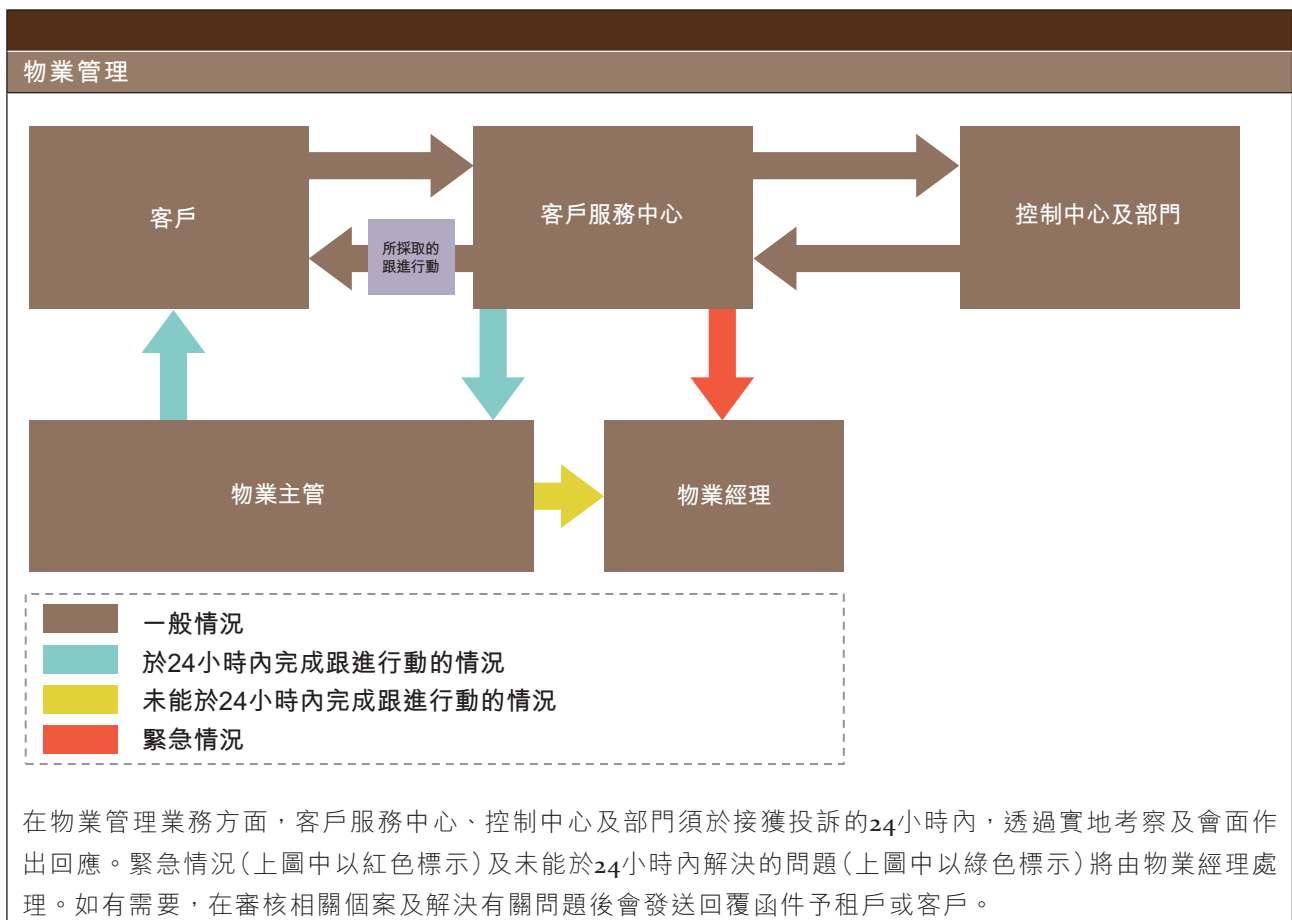 物業管理
客戶
客戶服務中心
控制中心及部門
所採取的
跟進行動
物業主管
物業經理
一般情況
於24小時內完成跟進行動的情況
未能於24小時內完成跟進行動的情況
緊急情況
在物業管理業務方面，客戶服務中心、控制中心及部門須於接獲投訴的24小時內，透過實地考察及會面作
出回應。緊急情況（上圖中以紅色標示）及未能於24小時內解決的問題（上圖中以綠色標示）將由物業經理處
理。如有需要，在審核相關個案及解決有關問題後會發送回覆函件予租戶或客戶。